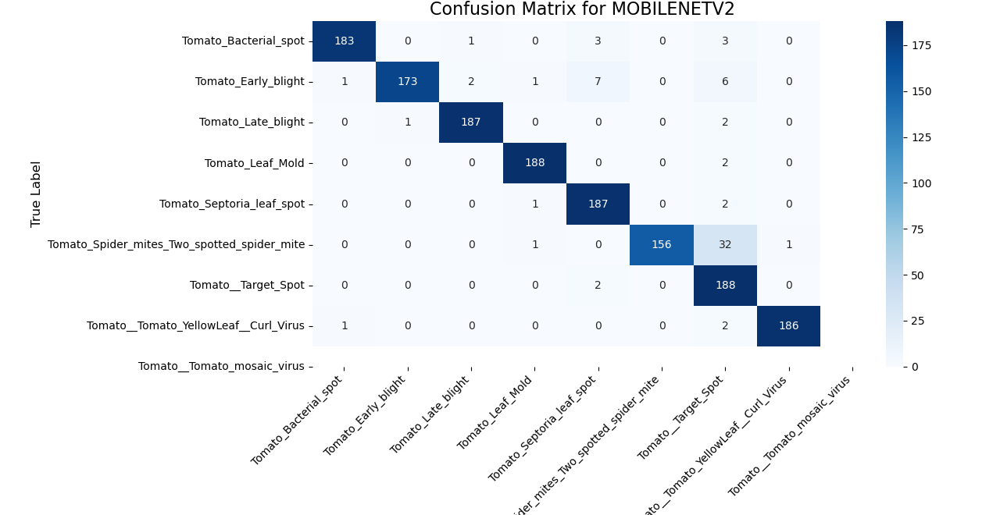 Confusion Matrix for MOBILENETV2
True Label
Tomato_Bacterial_spot 183 0 1 0 3 0 3 0
Tomato_Early_blight 1 173 2 1 7 0 6 0
Tomato_Late_blight 0 1 187 0 0 0 2 0
Tomato_Leaf_Mold 0 0 0 188 0 0 2 0
Tomato_Septoria_leaf_spot 0 0 0 1 187 0 2 0
Tomato_Spider_mites_Two_spotted_spider_mite 0 0 0 1 0 156 32 1
Tomato__Target_Spot 0 0 0 0 2 0 188 0
Tomato__Tomato_YellowLeaf__Curl_Virus 1 0 0 0 0 0 2 186
Tomato__Tomato_mosaic_virus
Tomato_Bacterial_spot
Tomato_Early_blight
Tomato_Late_blight
Tomato_Leaf_Mold
Tomato_Septoria_leaf_spot
ider_mites_Two_spotted_spider_mite
Tomato__Target_Spot
ato__Tomato_YellowLeaf__Curl_Virus
Tomato__Tomato_mosaic_virus
175
150
125
100
75
50
25
0